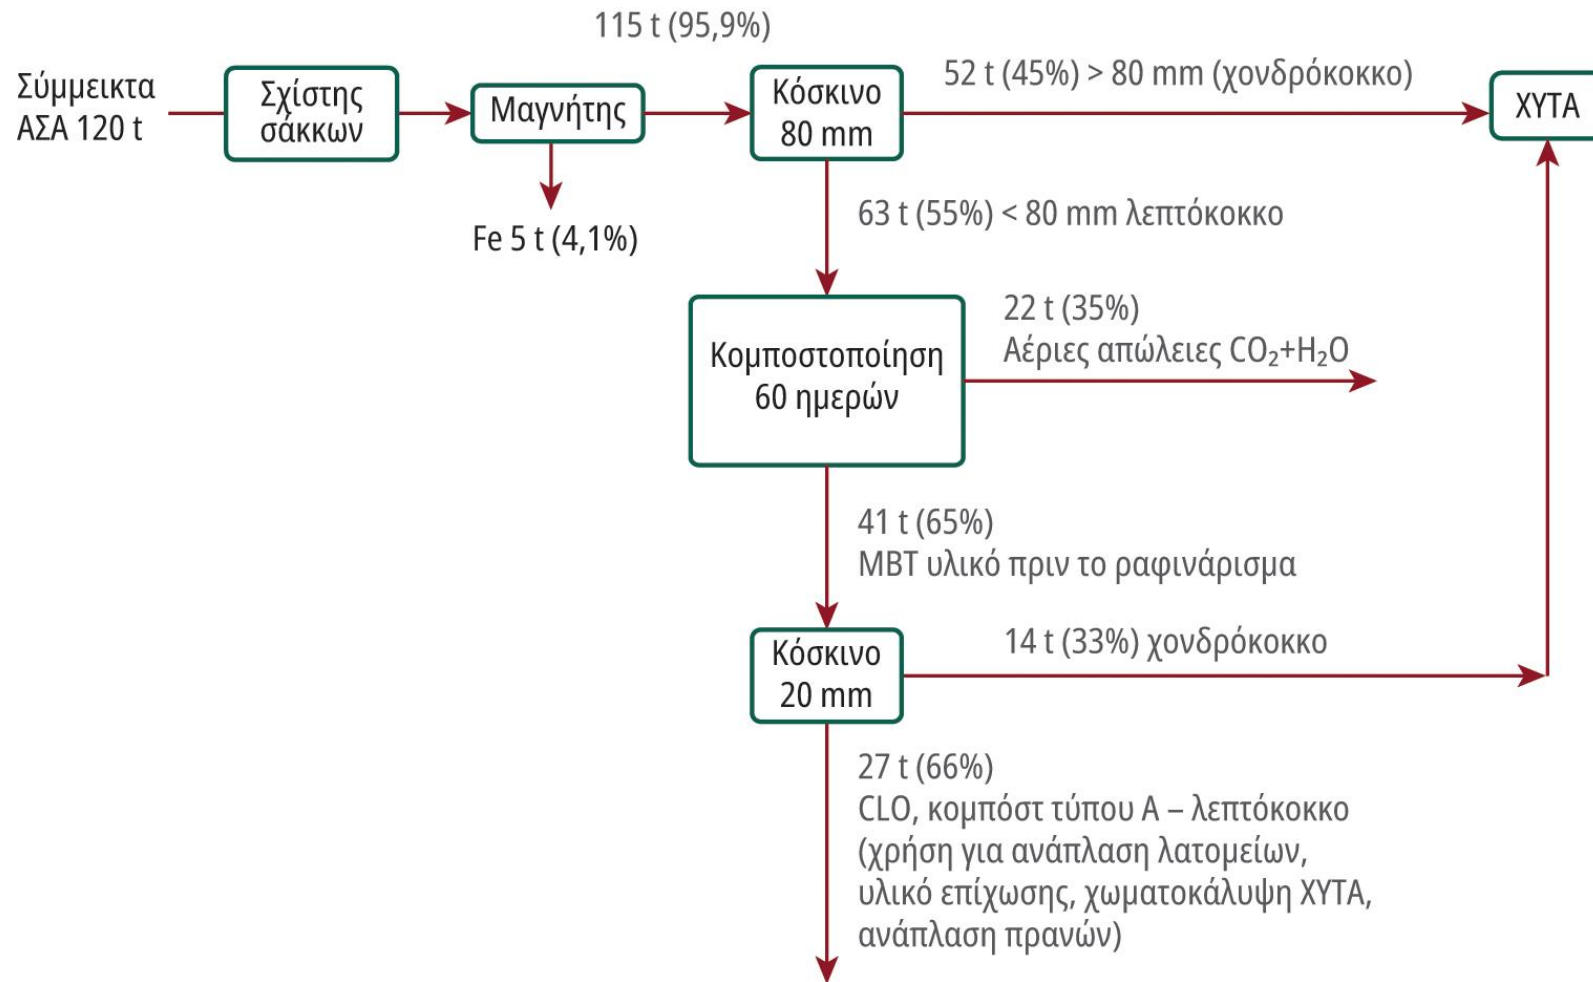 115 t (95,9%)
Σύμμεικτα
ΑΣΑ 120 t
Σχίστης
σάκκων
Μαγνήτης
Κόσκινο
80 mm
52 t (45%) > 80 mm (χονδρόκοκκο)
ΧΥΤΑ
Fe 5 t (4,1%)
63 t (55%) < 80 mm λεπτόκοκκο
Κομποστοποίηση
60 ημερών
22 t (35%)
Αέριες απώλειες CO₂+H₂O
41 t (65%)
MBT υλικό πριν το ραφινάρισμα
Κόσκινο
20 mm
14 t (33%) χονδρόκοκκο
27 t (66%)
CLO, κομπόστ τύπου Α – λεπτόκοκκο
(χρήση για ανάπλαση λατομείων,
υλικό επίχωσης, χωματοκάλυψη ΧΥΤΑ,
ανάπλαση πρανών)